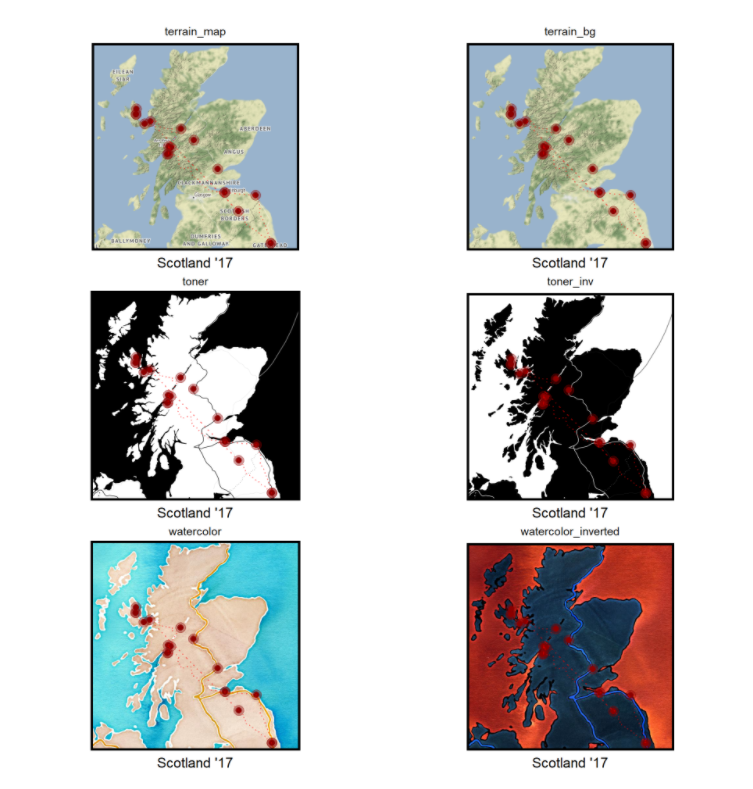 terrain_map
terrain_bg
EILEAN
SIAR
ABERDEEN
ANGUS
CLACKMANNANSHIRE
SCOTTISH
BORDERS
DUMFRIES
AND GALLOWAY
BALLYMONEY
Scotland '17
Scotland '17
toner
toner_inv
Scotland '17
Scotland '17
watercolor
watercolor_inverted
Scotland '17
Scotland '17